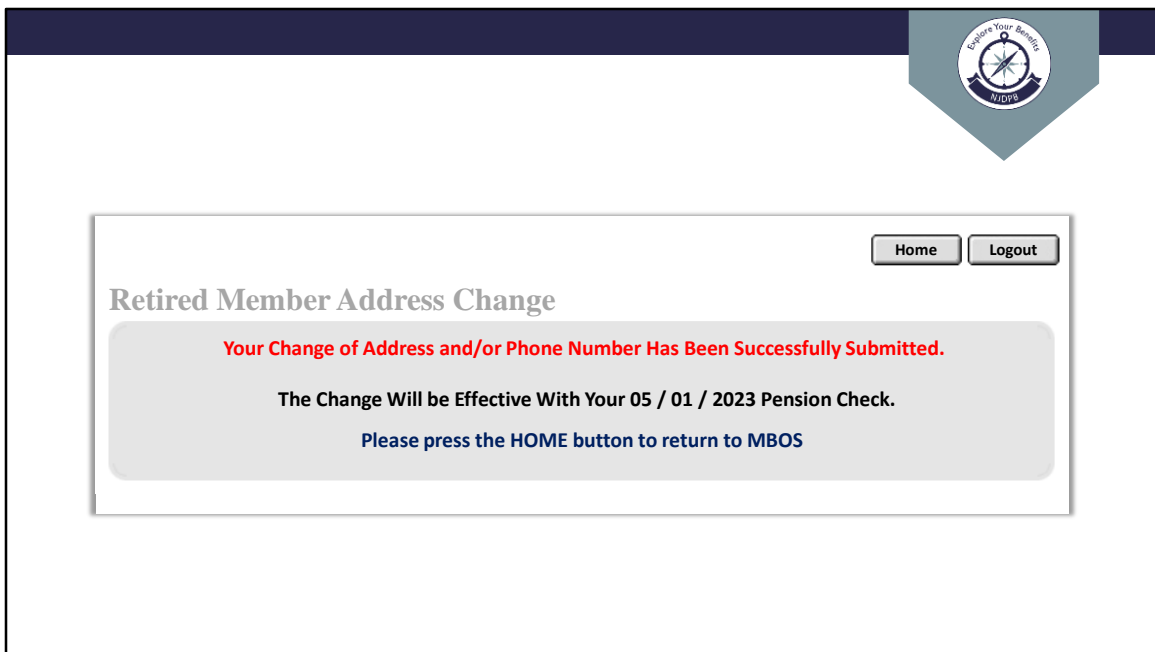 Explore Your Benefits
NJDPB
Home Logout
Retired Member Address Change
Your Change of Address and/or Phone Number Has Been Successfully Submitted.
The Change Will be Effective With Your 05 / 01 / 2023 Pension Check.
Please press the HOME button to return to MBOS